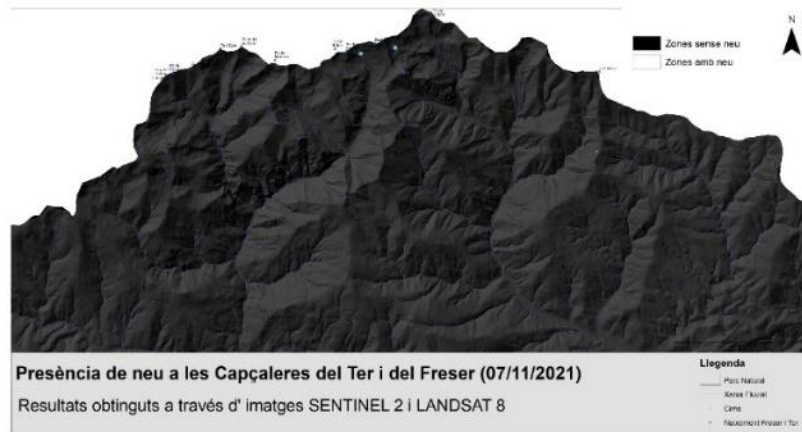 N
Zones sense neu
Zones amb neu
Presència de neu a les Capçaleres del Ter i del Freser (07/11/2021)
Resultats obtinguts a través d' imatges SENTINEL 2 i LANDSAT 8
Llegenda
Parc Natural
Xarxa Fluvial
Cims
Naixement Freser i Ter